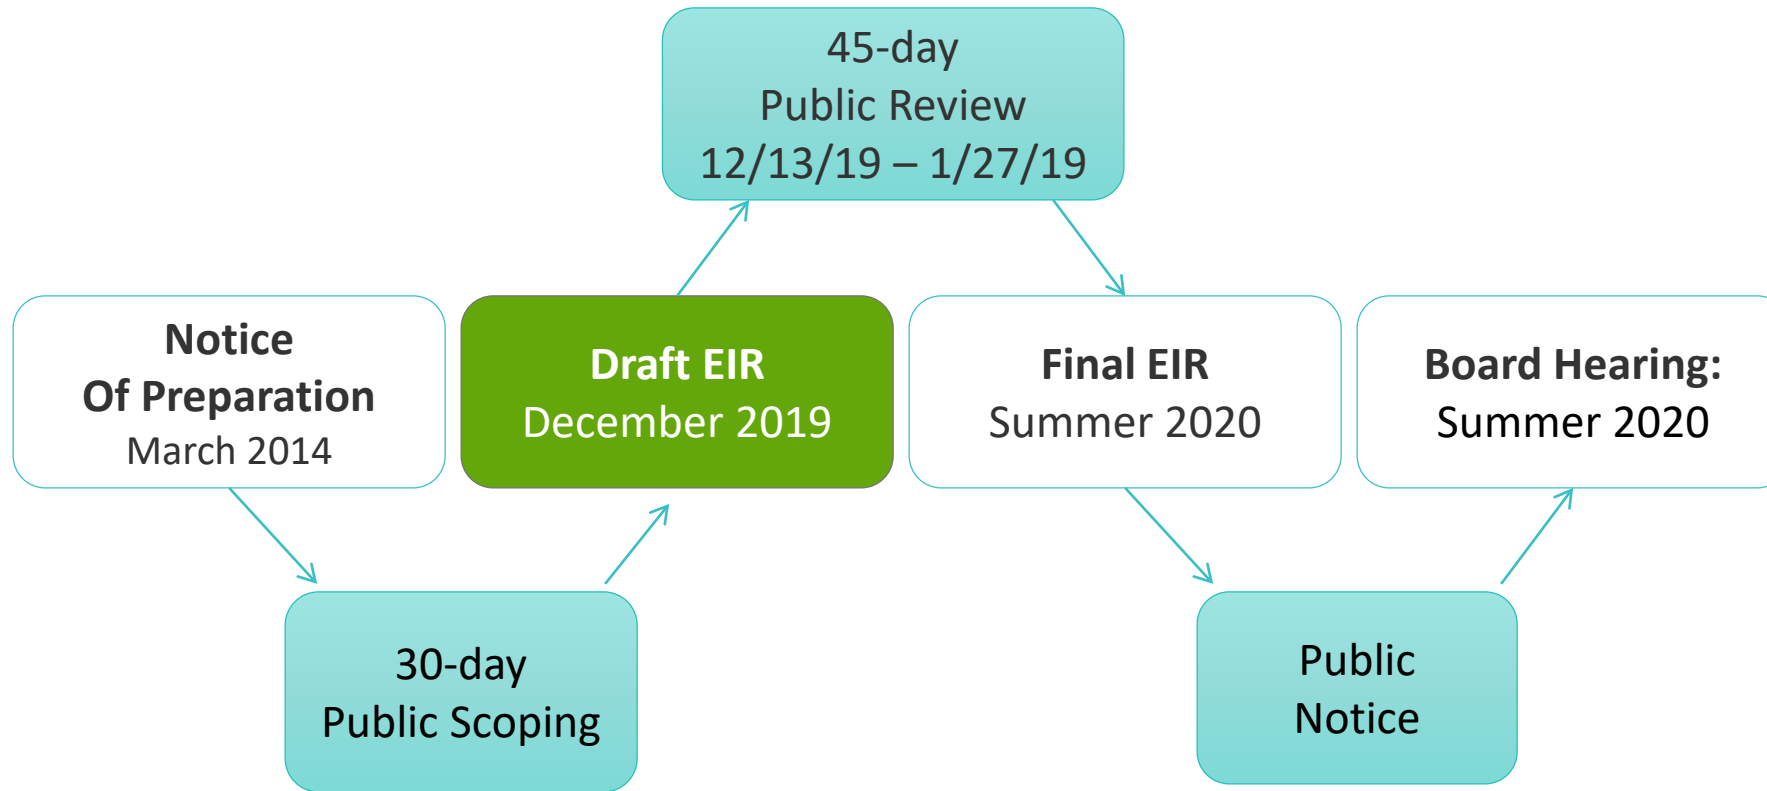 45-day
Public Review
12/13/19 – 1/27/19
Notice
Of Preparation
March 2014
Draft EIR
December 2019
Final EIR
Summer 2020
Board Hearing:
Summer 2020
30-day
Public Scoping
Public
Notice